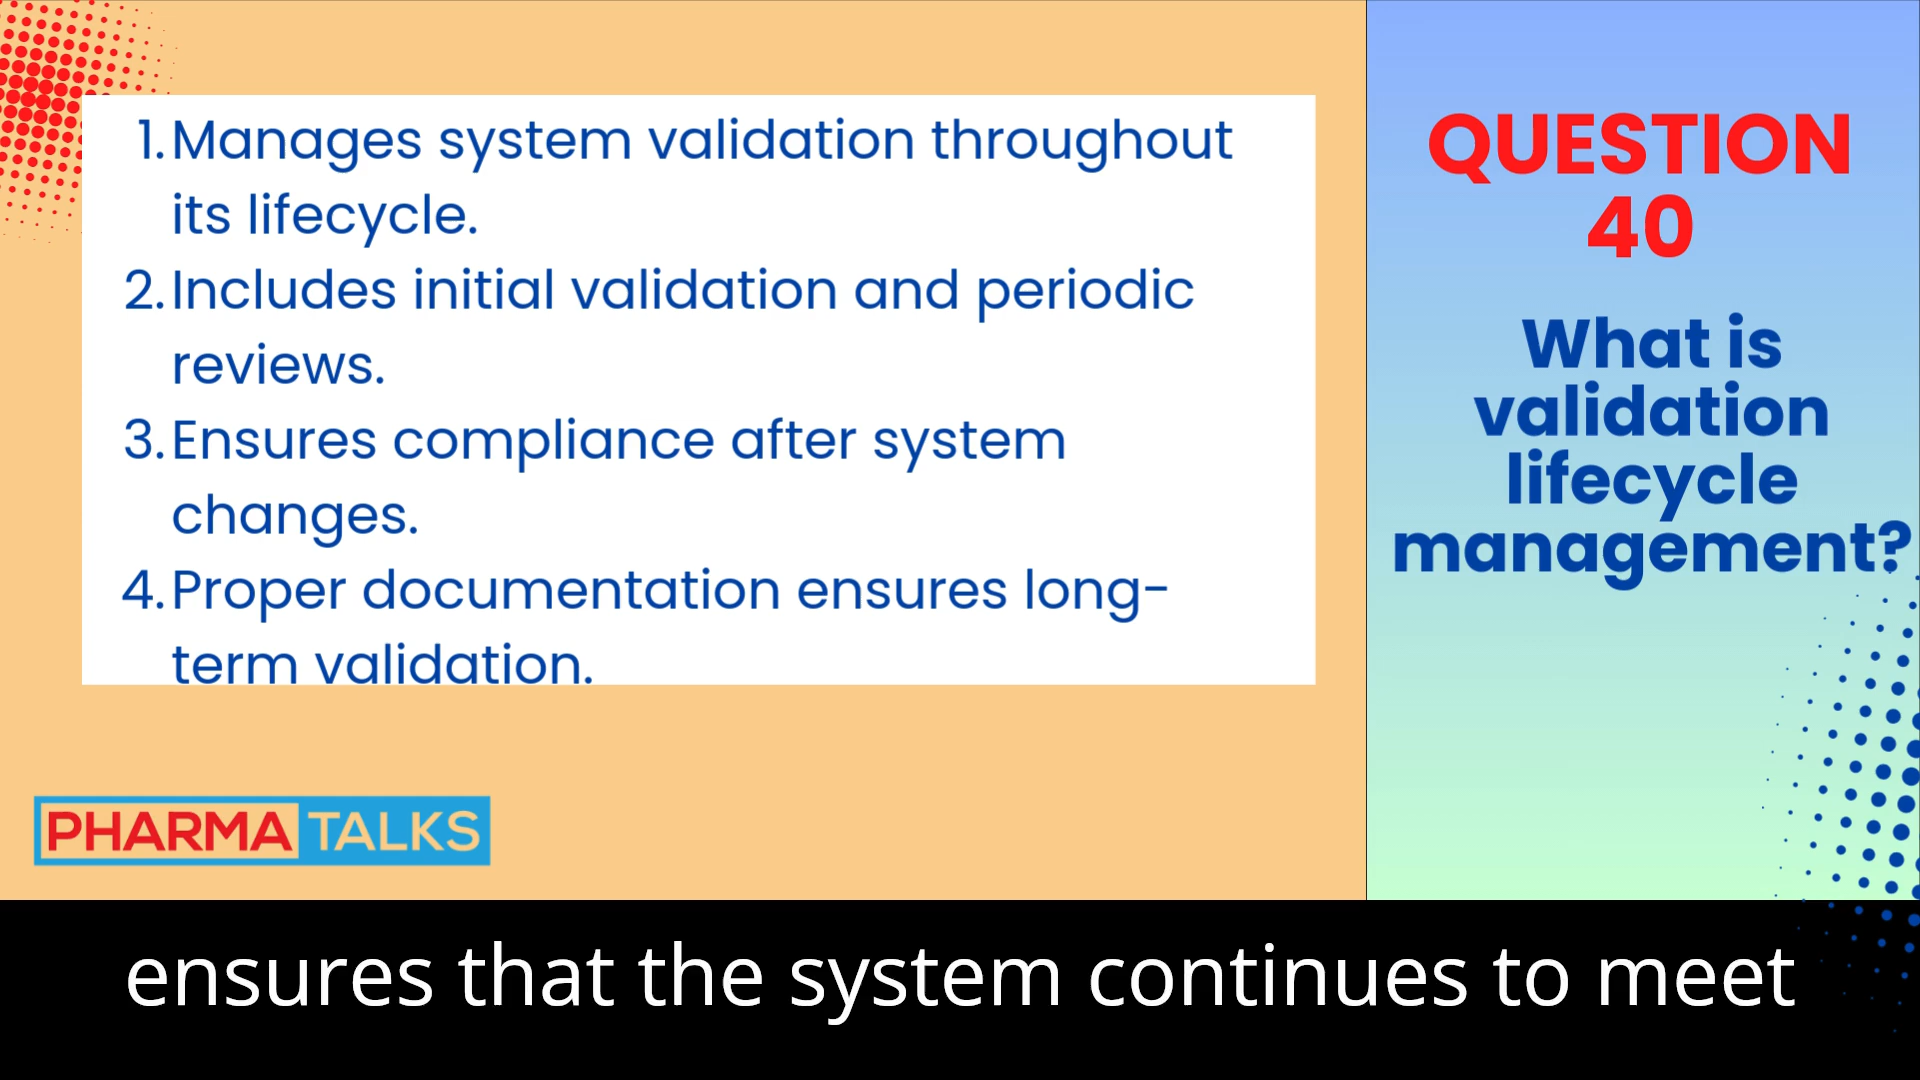 1. Manages system validation throughout
its lifecycle.
2. Includes initial validation and periodic
reviews.
3. Ensures compliance after system
changes.
4. Proper documentation ensures long-
term validation.
QUESTION
40
What is
validation
lifecycle
management?
PHARMA TALKS
ensures that the system continues to meet